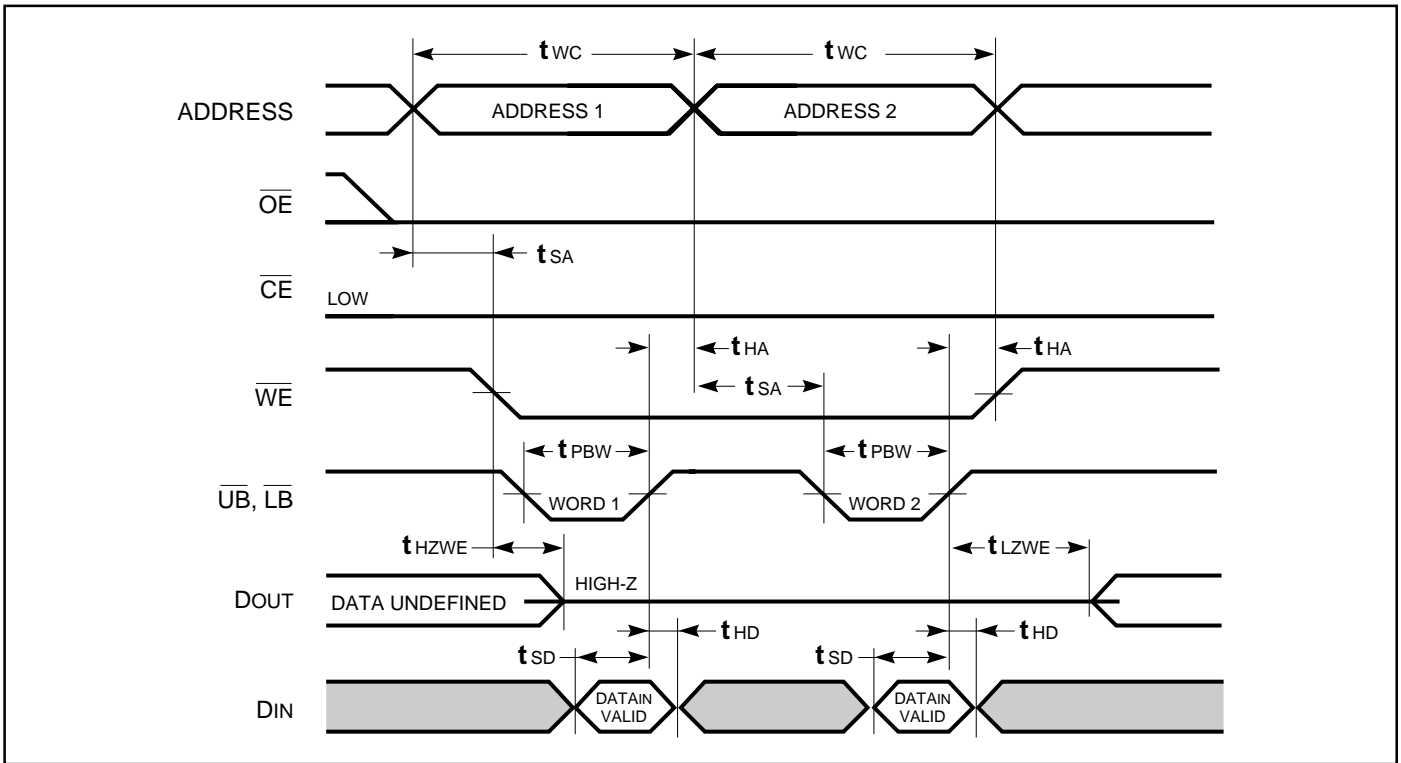 tWC tWC
ADDRESS ADDRESS 1 ADDRESS 2
OE
tSA
CE LOW
tHA tHA
WE tSA
tPBW tPBW
UB, LB WORD 1 WORD 2
tHZWE tLZWE
DOUT DATA UNDEFINED HIGH-Z
tHD tHD
tSD tSD
DIN DATAIN VALID DATAIN VALID